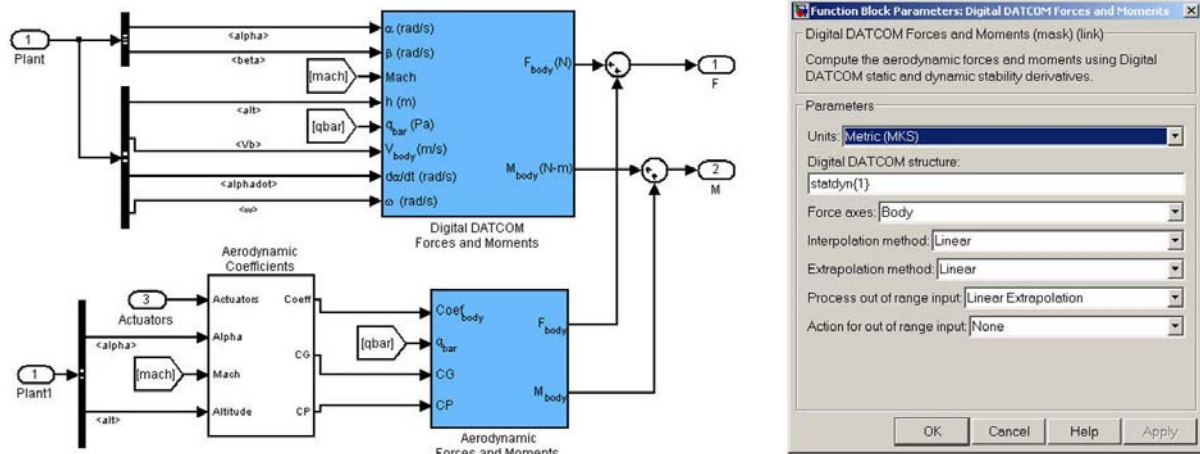 1
Plant
<alpha>
<beta>
[mach]
<alt>
[qbar]
<Vb>
<alphadot>
<w>
α (rad/s)
β (rad/s)
Mach
h (m)
q_bar (Pa)
V_body (m/s)
dα/dt (rad/s)
ω (rad/s)
F_body (N)
M_body (N-m)
Digital DATCOM
Forces and Moments
1
F
2
M
Aerodynamic
Coefficients
3
Actuators
<alpha>
1
Plant1
[mach]
<alt>
Actuators
Alpha
Mach
Altitude
Coeff
CG
CP
[qbar]
Coef_body
q_bar
CG
CP
F_body
M_body
Aerodynamic
Forces and Moments
Function Block Parameters: Digital DATCOM Forces and Moments
Digital DATCOM Forces and Moments (mask) (link)
Compute the aerodynamic forces and moments using Digital
DATCOM static and dynamic stability derivatives.
Parameters
Units: Metric (MKS)
Digital DATCOM structure:
statdyn{1}
Force axes: Body
Interpolation method: Linear
Extrapolation method: Linear
Process out of range input: Linear Extrapolation
Action for out of range input: None
OK Cancel Help Apply